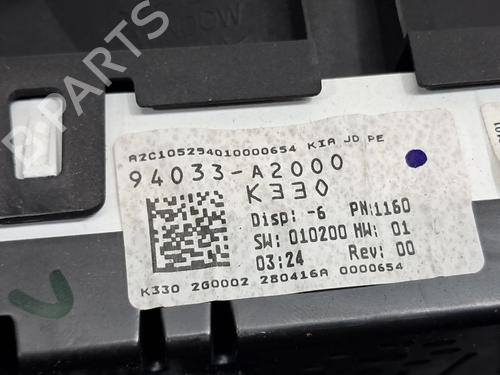 A2C105294010000654 KIA JD PE
94033-A2000
K330
Disp: -6 PN:1160
SW: 010200 HW: 01
03:24 Rev: 00
K330 2G0002 280416A 0000654
B-PARTS